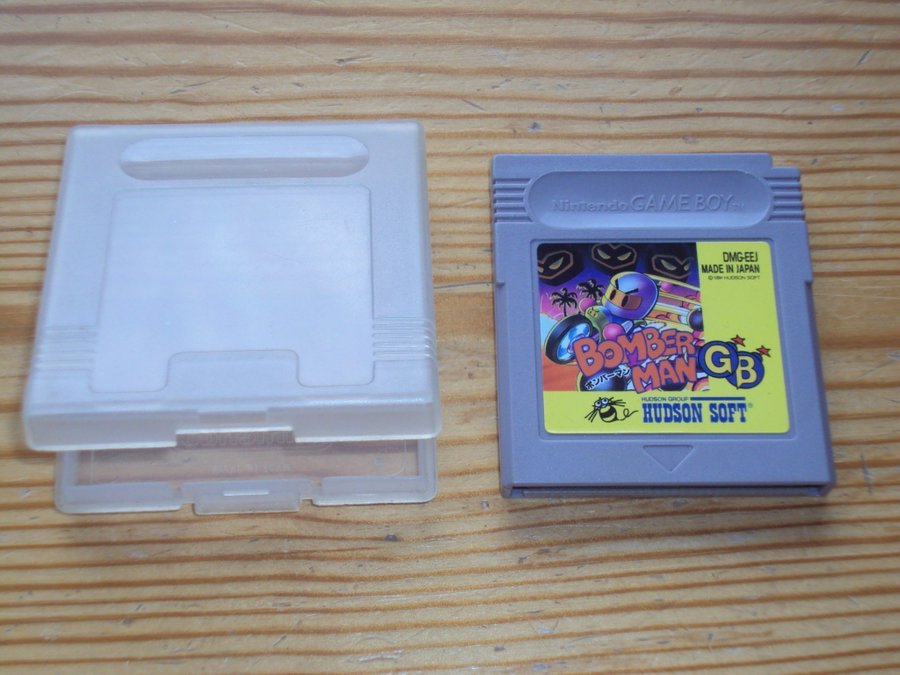 Nintendo GAME BOY TM
DMG-EEJ
MADE IN JAPAN
BOMBER
MAN GB
ボンバーマン
HUDSON GROUP
HUDSON SOFT®